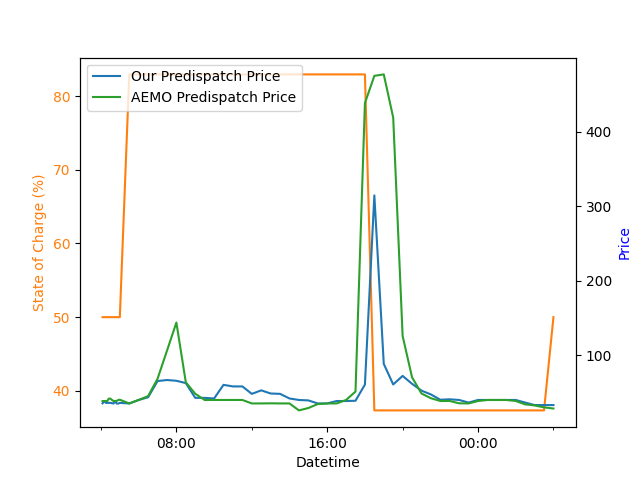 Our Predispatch Price
AEMO Predispatch Price
80
70
60
50
40
State of Charge (%)
400
300
200
100
Price
08:00
16:00
00:00
Datetime